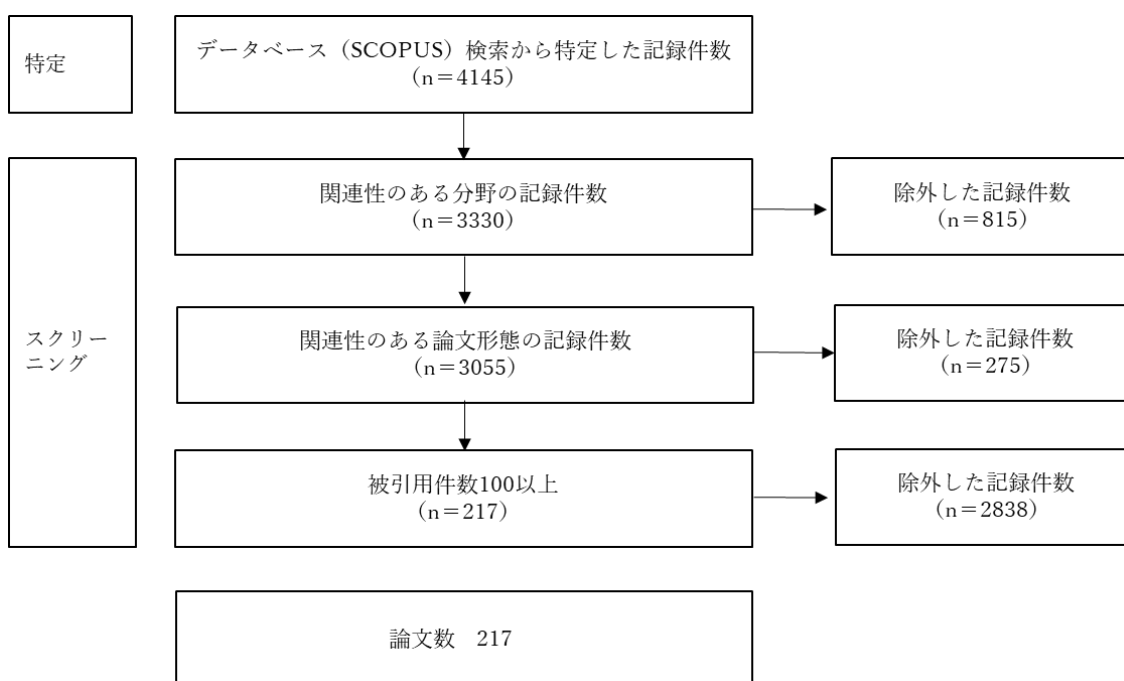 特定
データベース（SCOPUS）検索から特定した記録件数
（n＝4145）
関連性のある分野の記録件数
（n＝3330）
除外した記録件数
（n＝815）
スクリー
ニング
関連性のある論文形態の記録件数
（n＝3055）
除外した記録件数
（n＝275）
被引用件数100以上
（n＝217）
除外した記録件数
（n＝2838）
論文数　217